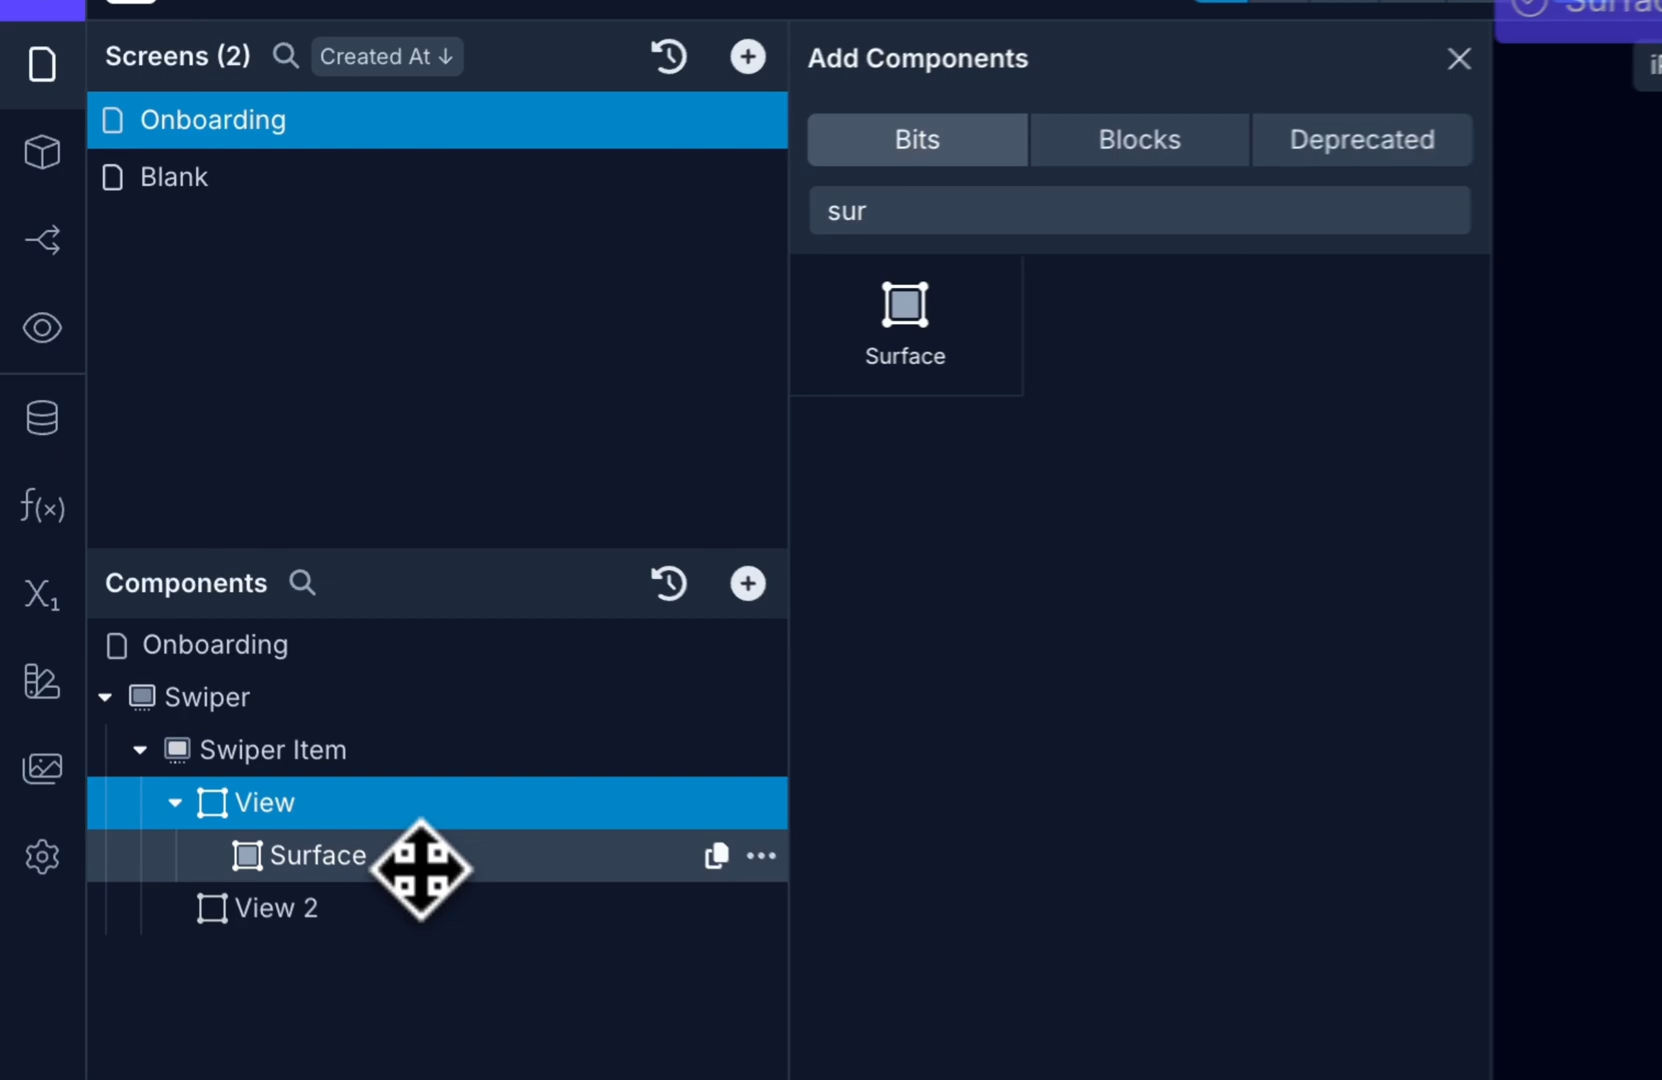 Screens (2) Created At ↓
Onboarding
Blank
Components
Onboarding
Swiper
Swiper Item
View
Surface
View 2
Add Components
Bits Blocks Deprecated
sur
Surface
f(x)
X1